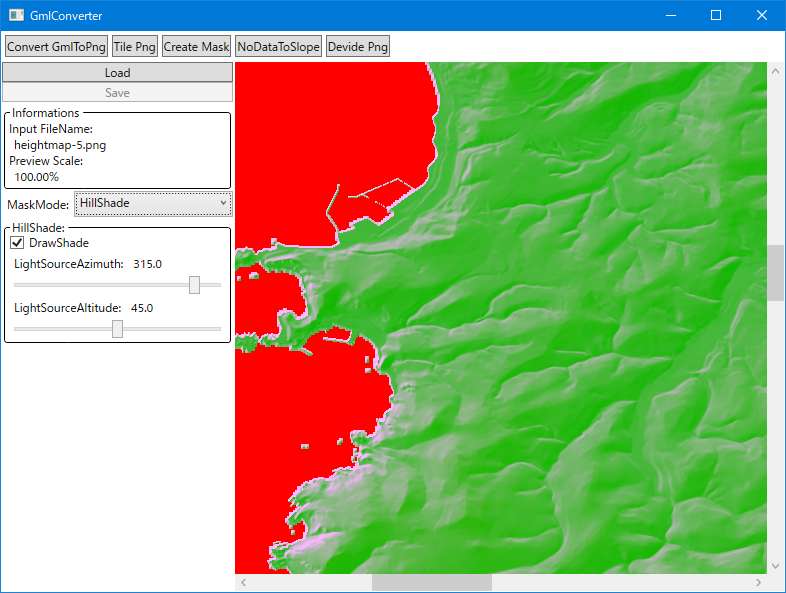 GmlConverter
Convert GmlToPng Tile Png Create Mask NoDataToSlope Devide Png
Load
Save
Informations
Input FileName:
heightmap-5.png
Preview Scale:
100.00%
MaskMode: HillShade
HillShade:
DrawShade
LightSourceAzimuth: 315.0
LightSourceAltitude: 45.0